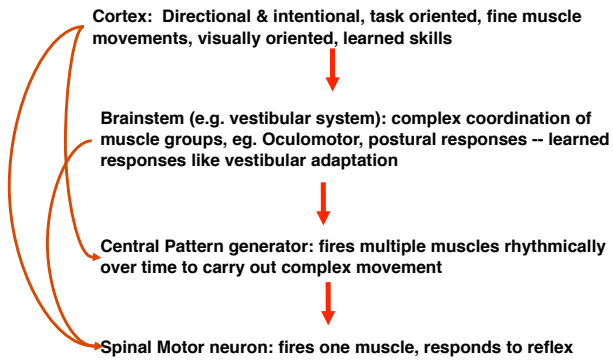 Cortex:  Directional & intentional, task oriented, fine muscle
movements, visually oriented, learned skills
Brainstem (e.g. vestibular system): complex coordination of
muscle groups, eg. Oculomotor, postural responses -- learned
responses like vestibular adaptation
Central Pattern generator: fires multiple muscles rhythmically
over time to carry out complex movement
Spinal Motor neuron: fires one muscle, responds to reflex